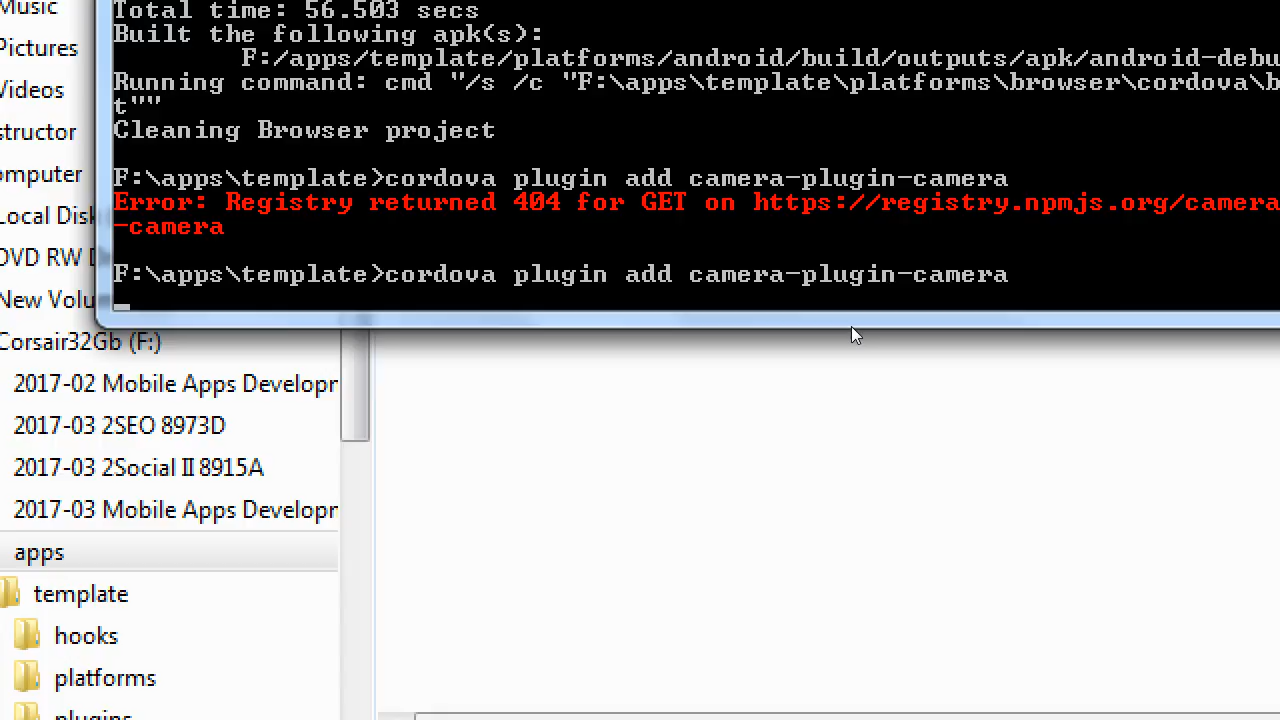 Music
Pictures
Videos
structor
omputer
Local Disk
DVD RW D
New Volu
Corsair32Gb (F:)
2017-02 Mobile Apps Developr
2017-03 2SEO 8973D
2017-03 2Social II 8915A
2017-03 Mobile Apps Developr
apps
template
hooks
platforms
plugins
Total time: 56.503 secs
Built the following apk(s):
F:/apps/template/platforms/android/build/outputs/apk/android-debu
Running command: cmd "/s /c "F:\apps\template\platforms\browser\cordova\b
t""
Cleaning Browser project
F:\apps\template>cordova plugin add camera-plugin-camera
Error: Registry returned 404 for GET on https://registry.npmjs.org/camera
-camera
F:\apps\template>cordova plugin add camera-plugin-camera